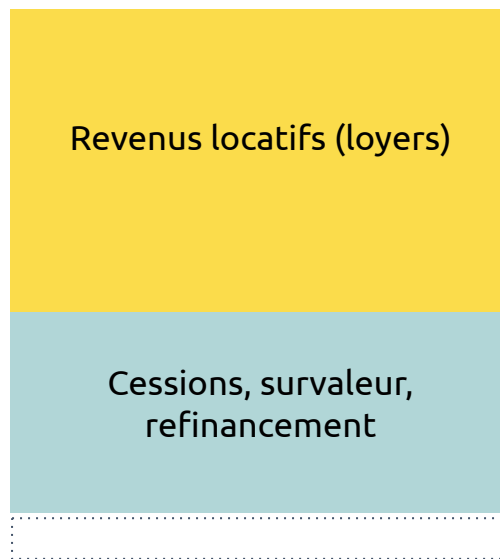 Revenus locatifs (loyers)
Cessions, survaleur,
refinancement